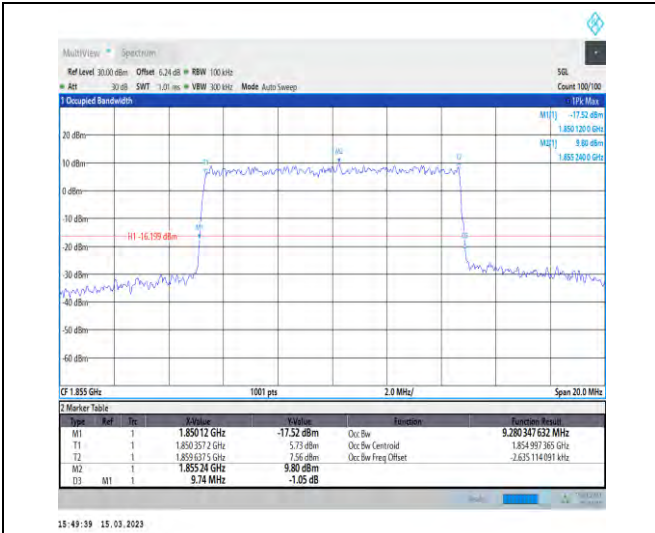 MultiView Spectrum
Ref Level 30.00 dBm Offset 6.24 dB RBW 100 kHz SGL
Att 30 dB SWT 1.01 ms VBW 300 kHz Mode Auto Sweep Count 100/100
1 Occupied Bandwidth 1Pk Max
M1[1] -17.52 dBm
1.850 120 0 GHz
M2[1] 9.80 dBm
1.855 240 0 GHz
20 dBm
M2
T1
T2
10 dBm
0 dBm
-10 dBm
M1
H1 -16.199 dBm
D3
-20 dBm
-30 dBm
-40 dBm
-50 dBm
-60 dBm
CF 1.855 GHz 1001 pts 2.0 MHz/ Span 20.0 MHz
2 Marker Table
Type Ref Trc X-Value Y-Value Function Function Result
M1 1 1.85012 GHz -17.52 dBm Occ Bw 9.280 347 632 MHz
T1 1 1.850 357 2 GHz 5.73 dBm Occ Bw Centroid 1.854 997 365 GHz
T2 1 1.859 637 5 GHz 7.56 dBm Occ Bw Freq Offset -2.635 114 091 kHz
M2 1 1.855 24 GHz 9.80 dBm
D3 M1 1 9.74 MHz -1.05 dB
15:49:39 15.03.2023